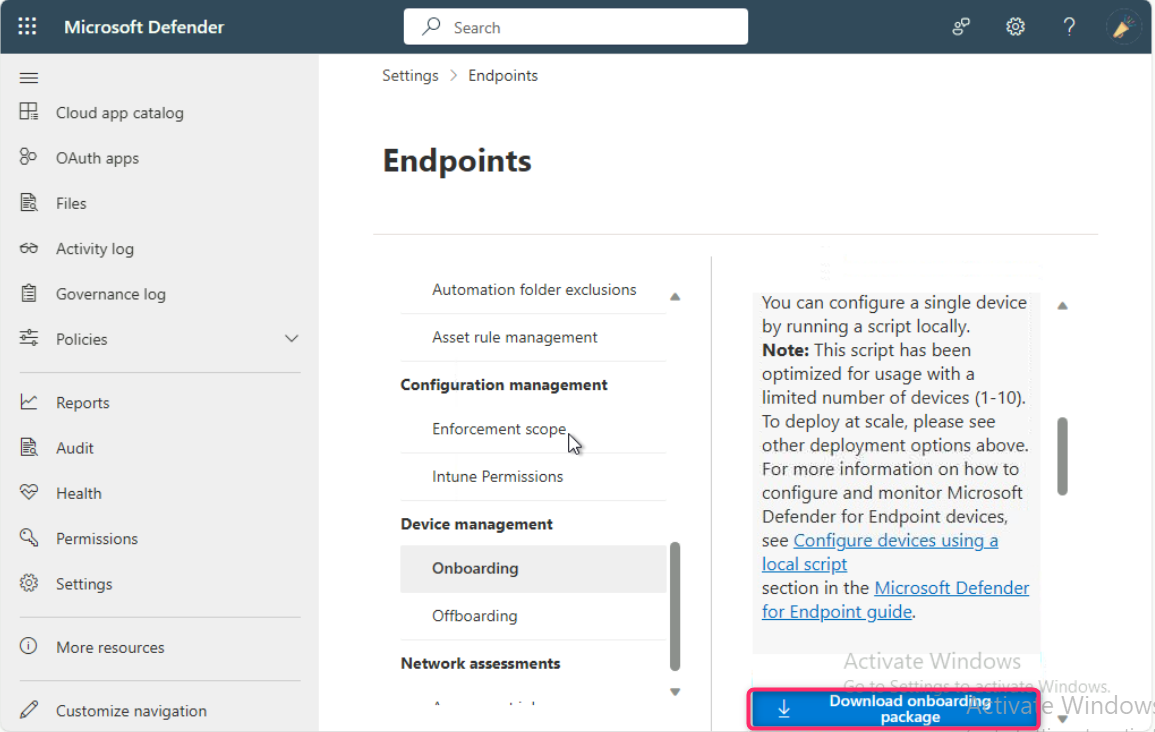 Microsoft Defender
Search
Cloud app catalog
OAuth apps
Files
Activity log
Governance log
Policies
Reports
Audit
Health
Permissions
Settings
More resources
Customize navigation
Settings > Endpoints
Endpoints
Automation folder exclusions
Asset rule management
Configuration management
Enforcement scope
Intune Permissions
Device management
Onboarding
Offboarding
Network assessments
You can configure a single device
by running a script locally.
Note: This script has been
optimized for usage with a
limited number of devices (1-10).
To deploy at scale, please see
other deployment options above.
For more information on how to
configure and monitor Microsoft
Defender for Endpoint devices,
see Configure devices using a
local script
section in the Microsoft Defender
for Endpoint guide.
Activate Windows
Go to Settings to activate Windows.
Download onboarding
package
Activate Windows